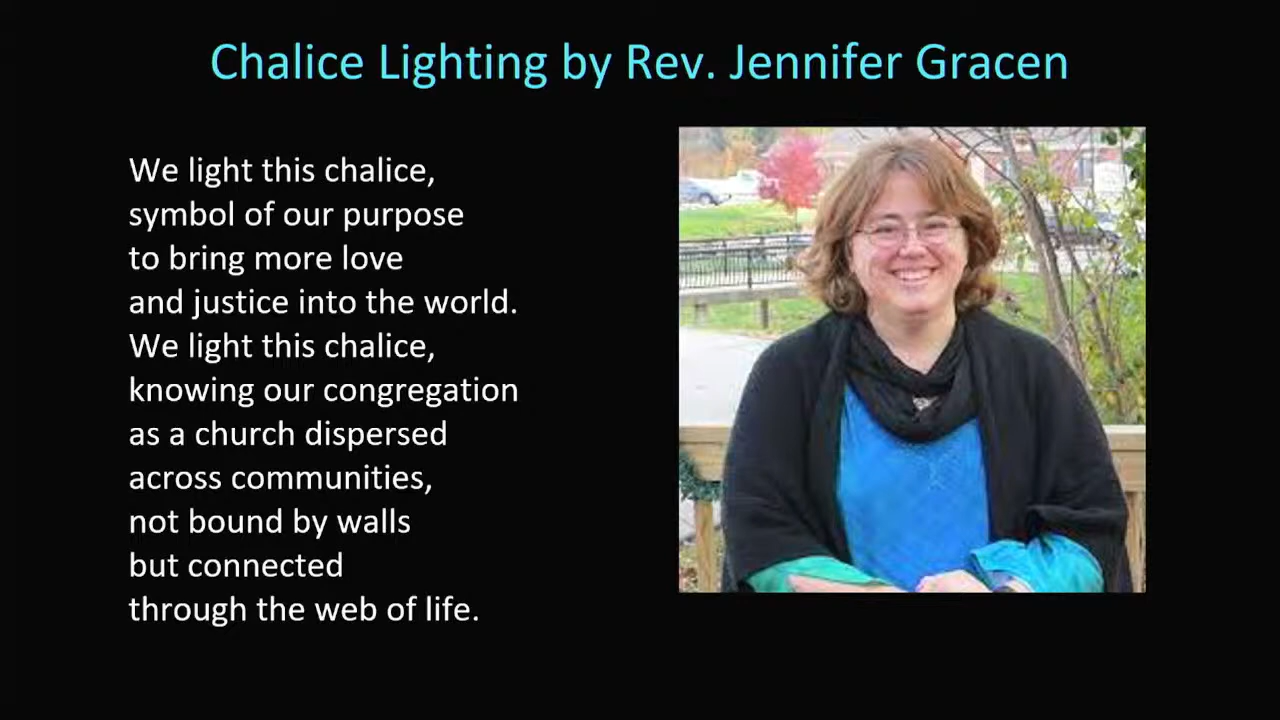 Chalice Lighting by Rev. Jennifer Gracen
We light this chalice,
symbol of our purpose
to bring more love
and justice into the world.
We light this chalice,
knowing our congregation
as a church dispersed
across communities,
not bound by walls
but connected
through the web of life.